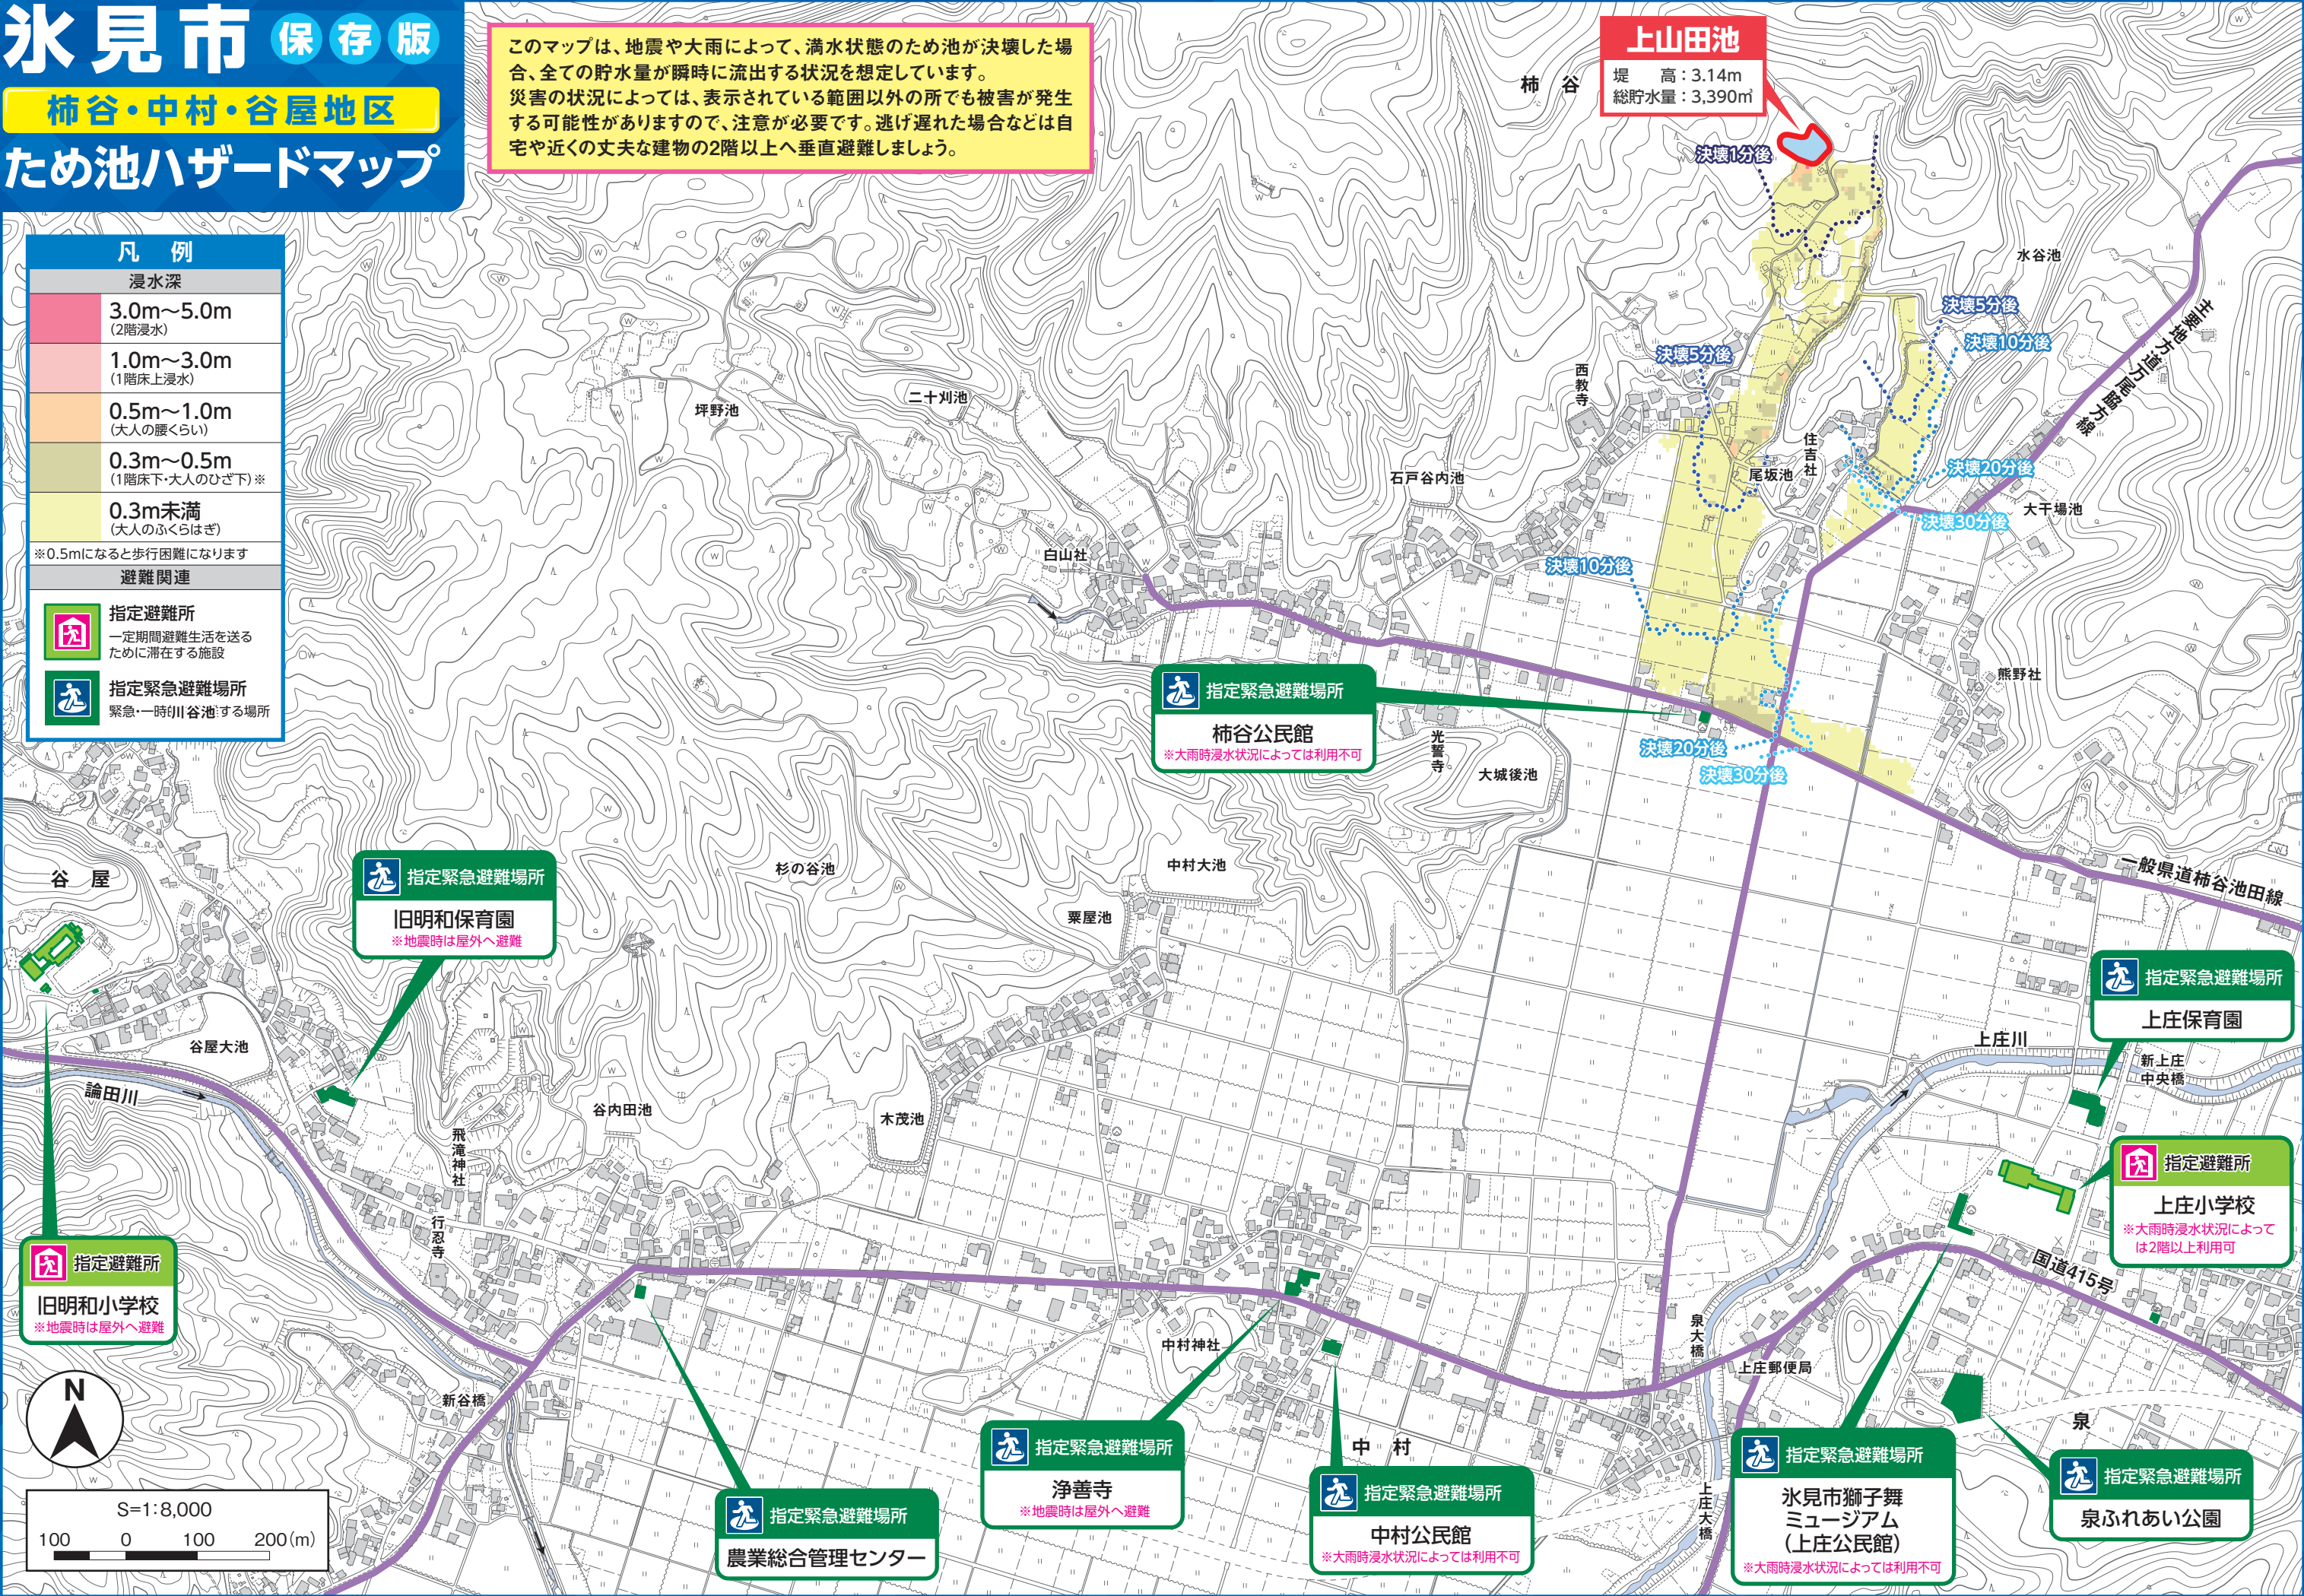 氷見市 保存版
柿谷・中村・谷屋地区
ため池ハザードマップ
このマップは、地震や大雨によって、満水状態のため池が決壊した場
合、全ての貯水量が瞬時に流出する状況を想定しています。
災害の状況によっては、表示されている範囲以外の所でも被害が発生
する可能性がありますので、注意が必要です。逃げ遅れた場合などは自
宅や近くの丈夫な建物の2階以上へ垂直避難しましょう。
上山田池
堤 高：3.14m
総貯水量：3,390㎥
柿 谷
決壊1分後
凡 例
浸水深
3.0m～5.0m
(2階浸水)
1.0m～3.0m
(1階床上浸水)
0.5m～1.0m
(大人の腰くらい)
0.3m～0.5m
(1階床下・大人のひざ下)※
0.3m未満
(大人のふくらはぎ)
※0.5mになると歩行困難になります
避難関連
指定避難所
一定期間避難生活を送る
ために滞在する施設
指定緊急避難場所
緊急・一時的
川谷池
する場所
水谷池
決壊5分後
決壊10分後
主要地方道万尾脇方線
決壊5分後
西教寺
坪野池
二十刈池
住吉社
尾坂池
石戸谷内池
決壊20分後
大干場池
決壊30分後
白山社
決壊10分後
熊野社
指定緊急避難場所
柿谷公民館
※大雨時浸水状況によっては利用不可
光誓寺
大城後池
決壊20分後
決壊30分後
杉の谷池
中村大池
粟屋池
一般県道柿谷池田線
谷 屋
指定緊急避難場所
旧明和保育園
※地震時は屋外へ避難
指定緊急避難場所
上庄保育園
谷屋大池
論田川
谷内田池
木茂池
飛滝神社
行忍寺
上庄川
新上庄
中央橋
指定避難所
上庄小学校
※大雨時浸水状況によって
は2階以上利用可
指定避難所
旧明和小学校
※地震時は屋外へ避難
国道415号
中村神社
泉大橋
上庄郵便局
新谷橋
N
S=1:8,000
100 0 100 200(m)
指定緊急避難場所
農業総合管理センター
指定緊急避難場所
浄善寺
※地震時は屋外へ避難
中 村
指定緊急避難場所
中村公民館
※大雨時浸水状況によっては利用不可
上庄大橋
指定緊急避難場所
氷見市獅子舞
ミュージアム
(上庄公民館)
※大雨時浸水状況によっては利用不可
泉
指定緊急避難場所
泉ふれあい公園